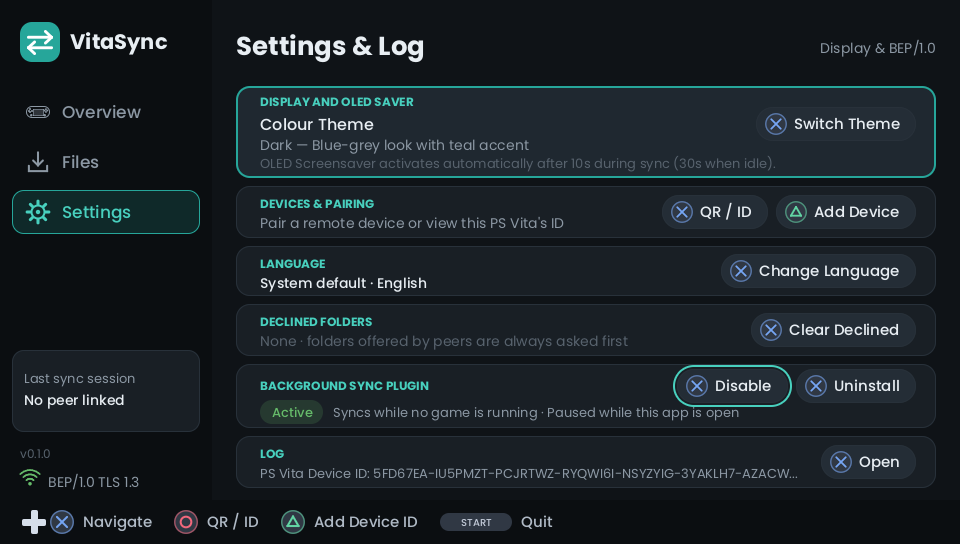 VitaSync
Overview
Files
Settings
Last sync session
No peer linked
v0.1.0
BEP/1.0 TLS 1.3
Settings & Log
Display & BEP/1.0
DISPLAY AND OLED SAVER
Colour Theme
Dark — Blue-grey look with teal accent
OLED Screensaver activates automatically after 10s during sync (30s when idle).
Switch Theme
DEVICES & PAIRING
Pair a remote device or view this PS Vita's ID
QR / ID
Add Device
LANGUAGE
System default · English
Change Language
DECLINED FOLDERS
None · folders offered by peers are always asked first
Clear Declined
BACKGROUND SYNC PLUGIN
Active
Syncs while no game is running · Paused while this app is open
Disable
Uninstall
LOG
PS Vita Device ID: 5FD67EA-IU5PMZT-PCJRTWZ-RYQWI6I-NSYZYIG-3YAKLH7-AZACW...
Open
Navigate
QR / ID
Add Device ID
START
Quit